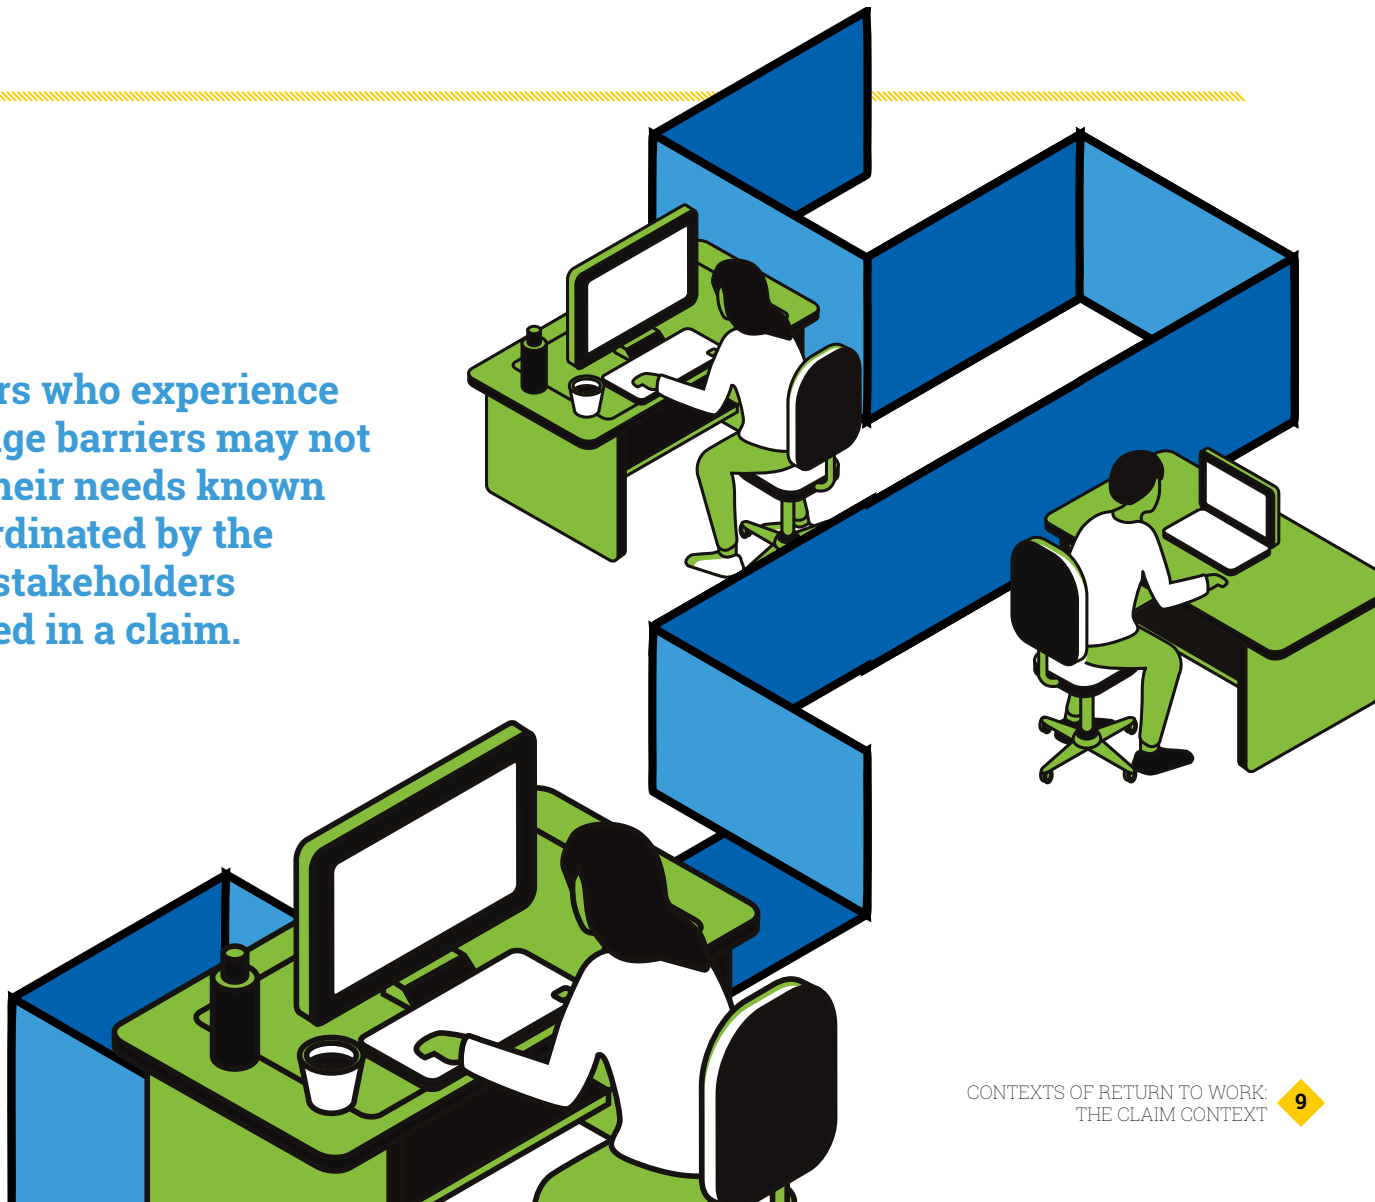 rs who experience
ge barriers may not
heir needs known
rdinated by the
stakeholders
ed in a claim.
CONTEXTS OF RETURN TO WORK:
THE CLAIM CONTEXT
9